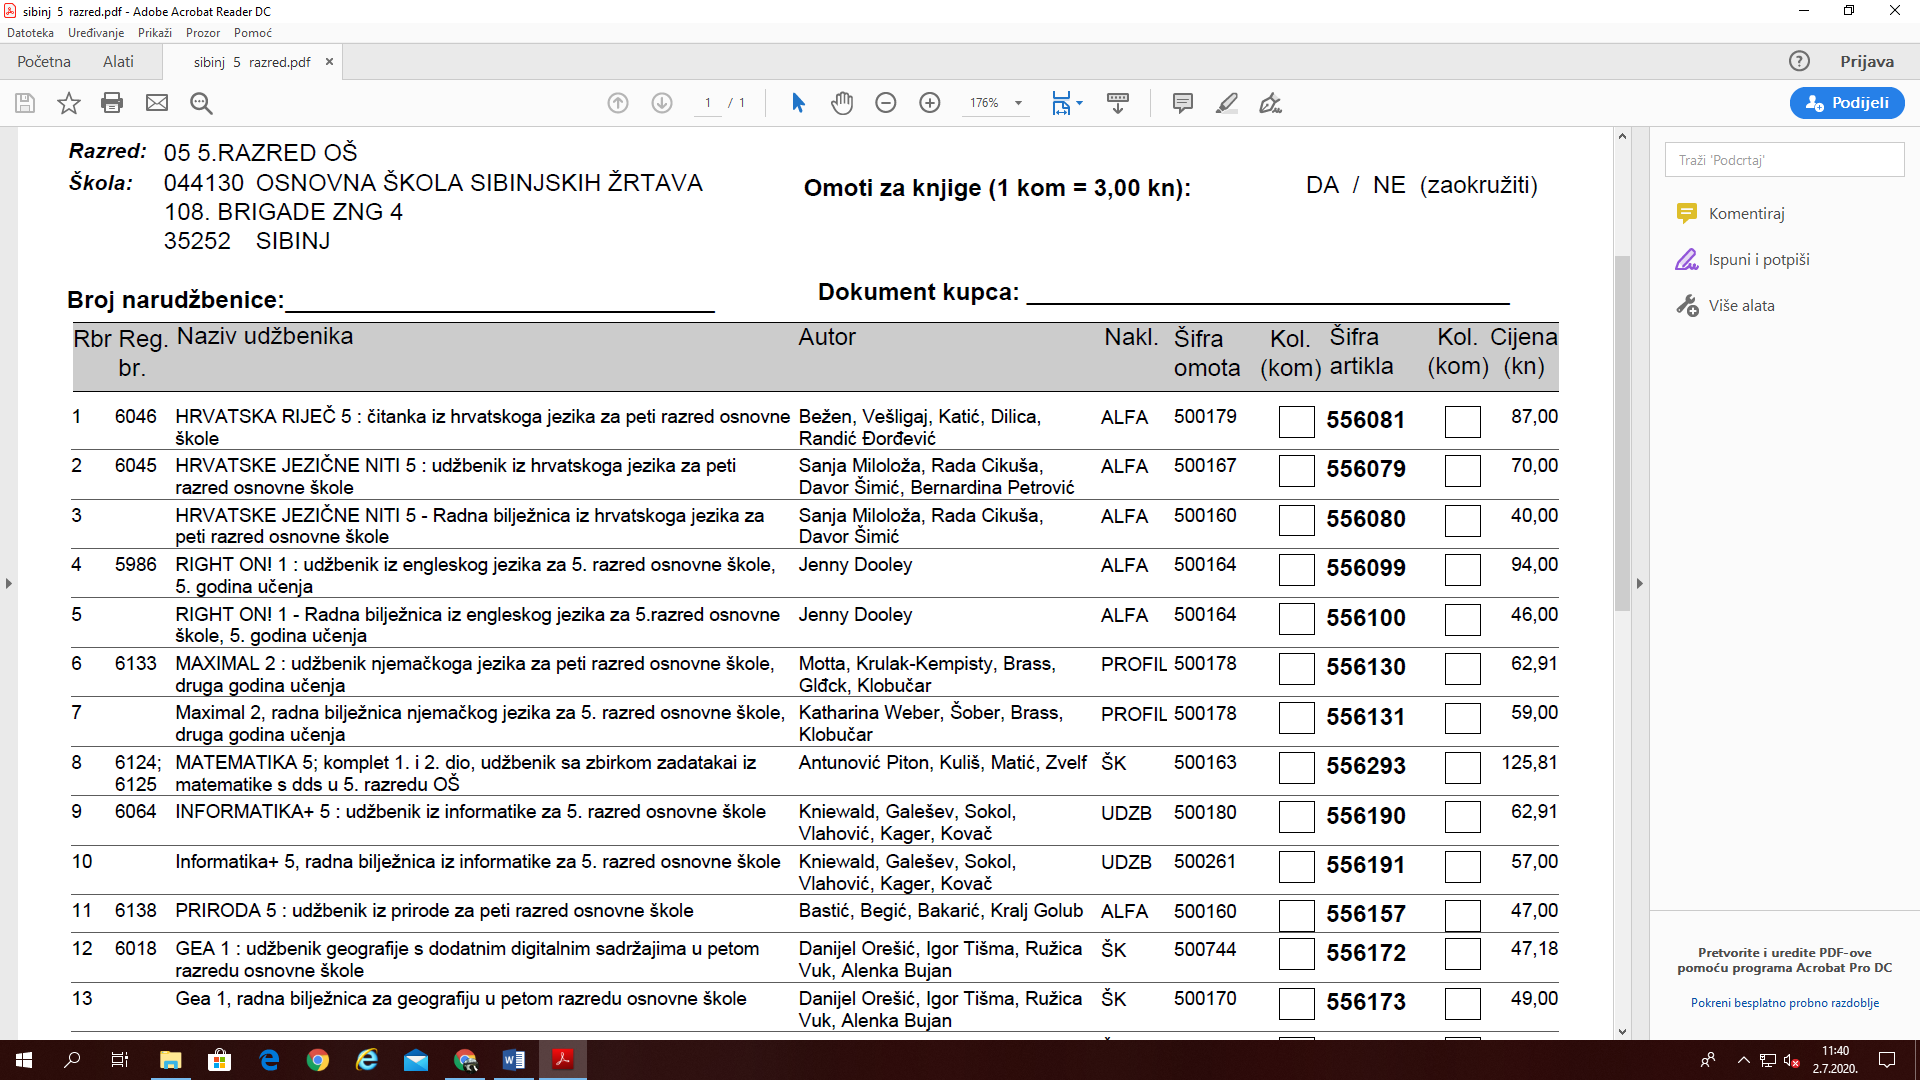 sibinj 5 razred.pdf - Adobe Acrobat Reader DC
Datoteka Uređivanje Prikaži Prozor Pomoć
Početna Alati sibinj 5 razred.pdf × ? Prijava
1 / 1 176% Podijeli
Razred: 05 5.RAZRED OŠ
Škola: 044130 OSNOVNA ŠKOLA SIBINJSKIH ŽRTAVA
108. BRIGADE ZNG 4
35252 SIBINJ
Omoti za knjige (1 kom = 3,00 kn): DA / NE (zaokružiti)
Broj narudžbenice:
Dokument kupca:
Rbr Reg. br. Naziv udžbenika Autor Nakl. Šifra omota Kol. (kom) Šifra artikla Kol. (kom) Cijena (kn)
1 6046 HRVATSKA RIJEČ 5 : čitanka iz hrvatskoga jezika za peti razred osnovne Bežen, Vešligaj, Katić, Dilica, ALFA 500179 556081 87,00
škole Randić Đorđević
2 6045 HRVATSKE JEZIČNE NITI 5 : udžbenik iz hrvatskoga jezika za peti Sanja Miloloža, Rada Cikuša, ALFA 500167 556079 70,00
razred osnovne škole Davor Šimić, Bernardina Petrović
3 HRVATSKE JEZIČNE NITI 5 - Radna bilježnica iz hrvatskoga jezika za Sanja Miloloža, Rada Cikuša, ALFA 500160 556080 40,00
peti razred osnovne škole Davor Šimić
4 5986 RIGHT ON! 1 : udžbenik iz engleskog jezika za 5. razred osnovne škole, Jenny Dooley ALFA 500164 556099 94,00
5. godina učenja
5 RIGHT ON! 1 - Radna bilježnica iz engleskog jezika za 5.razred osnovne Jenny Dooley ALFA 500164 556100 46,00
škole, 5. godina učenja
6 6133 MAXIMAL 2 : udžbenik njemačkoga jezika za peti razred osnovne škole, Motta, Krulak-Kempisty, Brass, PROFIL 500178 556130 62,91
druga godina učenja Glđck, Klobučar
7 Maximal 2, radna bilježnica njemačkog jezika za 5. razred osnovne škole, Katharina Weber, Šober, Brass, PROFIL 500178 556131 59,00
druga godina učenja Klobučar
8 6124; MATEMATIKA 5; komplet 1. i 2. dio, udžbenik sa zbirkom zadatakai iz Antunović Piton, Kuliš, Matić, Zvelf ŠK 500163 556293 125,81
6125 matematike s dds u 5. razredu OŠ
9 6064 INFORMATIKA+ 5 : udžbenik iz informatike za 5. razred osnovne škole Kniewald, Galešev, Sokol, UDZB 500180 556190 62,91
Vlahović, Kager, Kovač
10 Informatika+ 5, radna bilježnica iz informatike za 5. razred osnovne škole Kniewald, Galešev, Sokol, UDZB 500261 556191 57,00
Vlahović, Kager, Kovač
11 6138 PRIRODA 5 : udžbenik iz prirode za peti razred osnovne škole Bastić, Begić, Bakarić, Kralj Golub ALFA 500160 556157 47,00
12 6018 GEA 1 : udžbenik geografije s dodatnim digitalnim sadržajima u petom Danijel Orešić, Igor Tišma, Ružica ŠK 500744 556172 47,18
razredu osnovne škole Vuk, Alenka Bujan
13 Gea 1, radna bilježnica za geografiju u petom razredu osnovne škole Danijel Orešić, Igor Tišma, Ružica ŠK 500170 556173 49,00
Vuk, Alenka Bujan
Traži 'Podcrtaj'
Komentiraj
Ispuni i potpiši
Više alata
Pretvorite i uredite PDF-ove
pomoću programa Acrobat Pro DC
Pokreni besplatno probno razdoblje
11:40
2.7.2020.